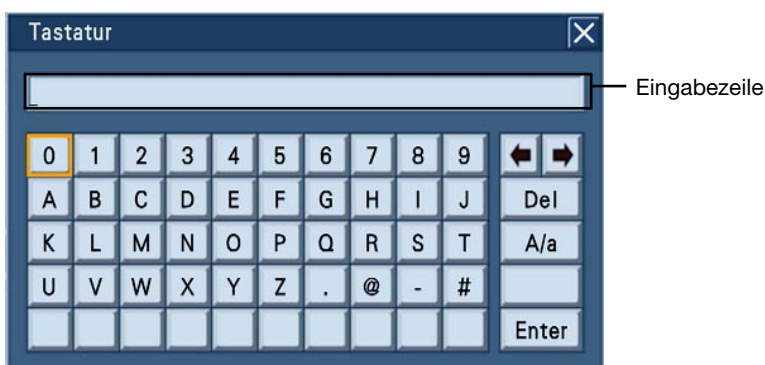 Tastatur
Eingabezeile
0 1 2 3 4 5 6 7 8 9
A B C D E F G H I J Del
K L M N O P Q R S T A/a
U V W X Y Z . @ - #
Enter